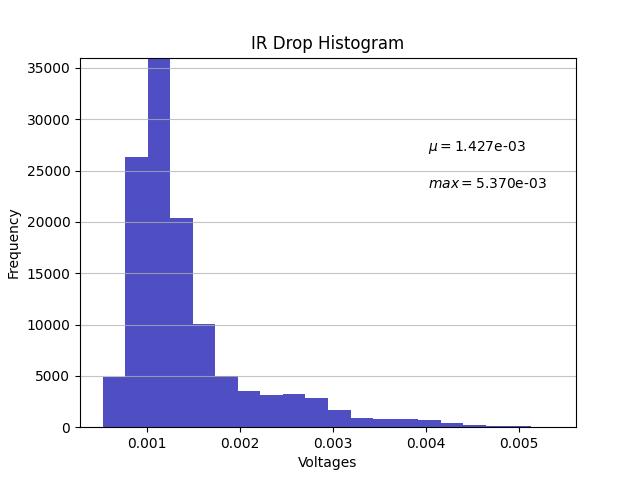 IR Drop Histogram
35000
30000
25000
20000
15000
10000
5000
0
Frequency
μ = 1.427e-03
max = 5.370e-03
0.001 0.002 0.003 0.004 0.005
Voltages